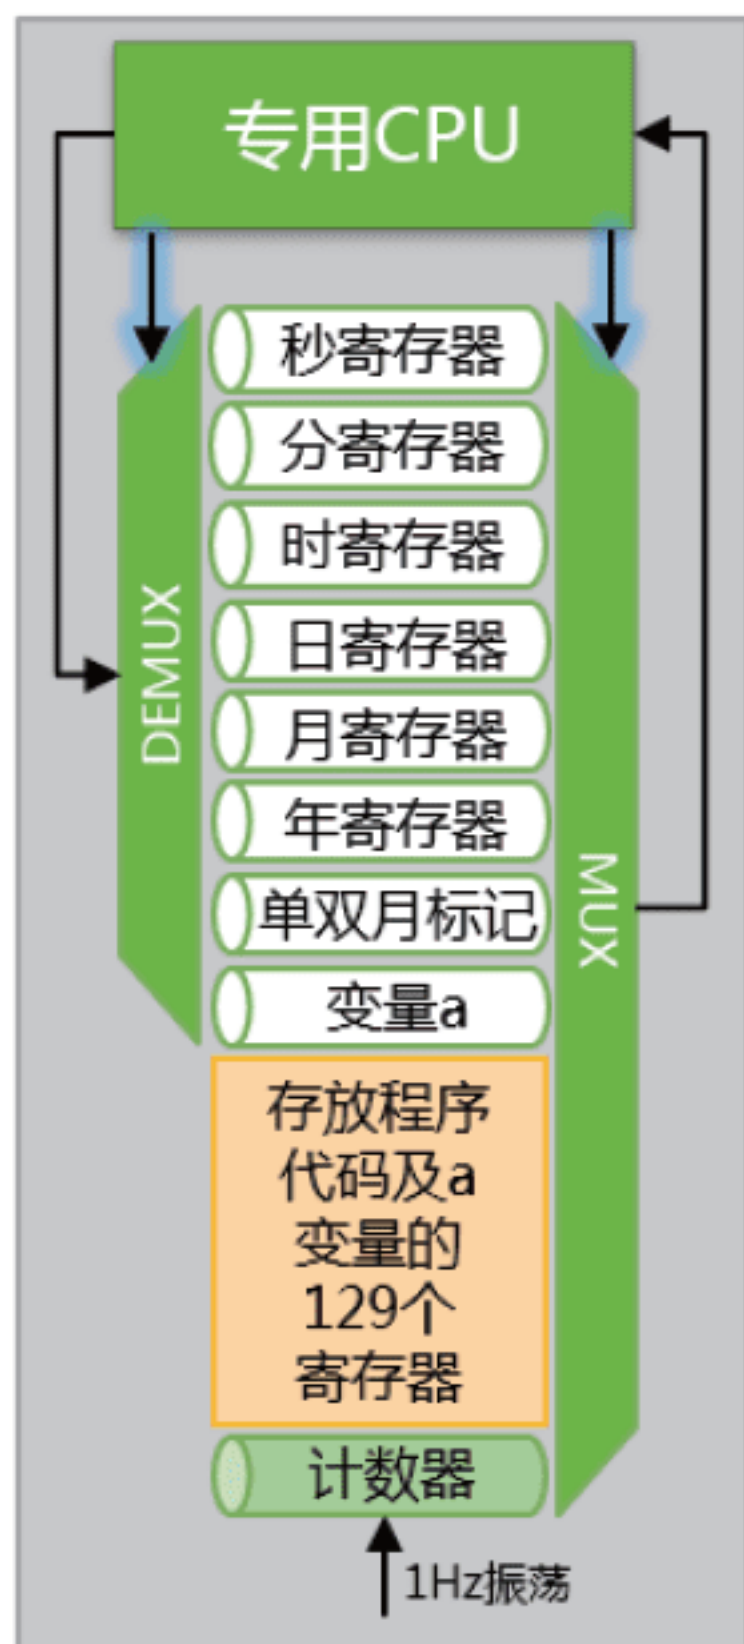 专用CPU
秒寄存器
分寄存器
时寄存器
日寄存器
月寄存器
年寄存器
单双月标记
变量a
DEMUX
MUX
存放程序
代码及a
变量的
129个
寄存器
计数器
1Hz振荡